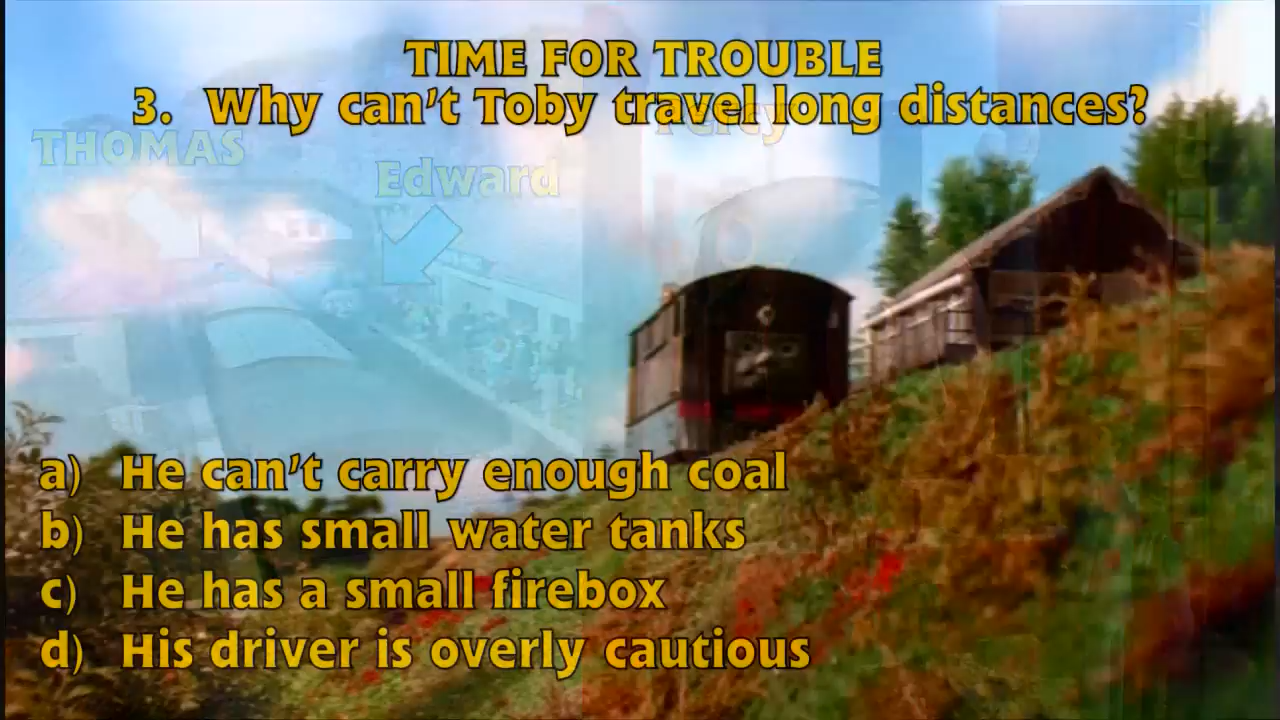 TIME FOR TROUBLE
3. Why can't Toby travel long distances?
Percy
THOMAS
Edward
a) He can't carry enough coal
b) He has small water tanks
c) He has a small firebox
d) His driver is overly cautious